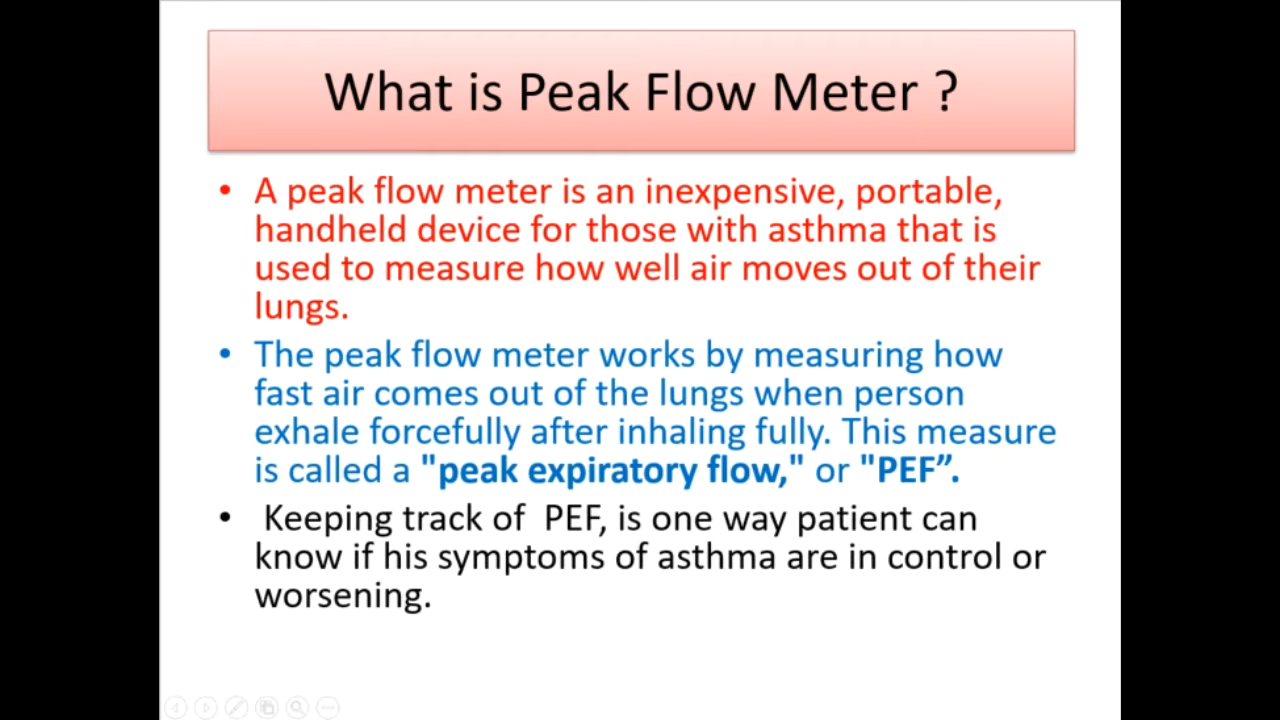 What is Peak Flow Meter ?
• A peak flow meter is an inexpensive, portable,
handheld device for those with asthma that is
used to measure how well air moves out of their
lungs.
• The peak flow meter works by measuring how
fast air comes out of the lungs when person
exhale forcefully after inhaling fully. This measure
is called a "peak expiratory flow," or "PEF”.
•  Keeping track of  PEF, is one way patient can
know if his symptoms of asthma are in control or
worsening.